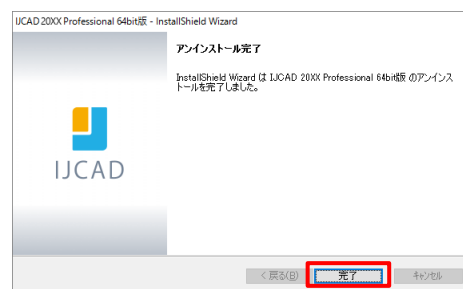 IJCAD 20XX Professional 64bit版 - InstallShield Wizard
アンインストール完了
InstallShield Wizard は IJCAD 20XX Professional 64bit版 のアンインス
トールを完了しました。
IJCAD
< 戻る(B)
完了
キャンセル